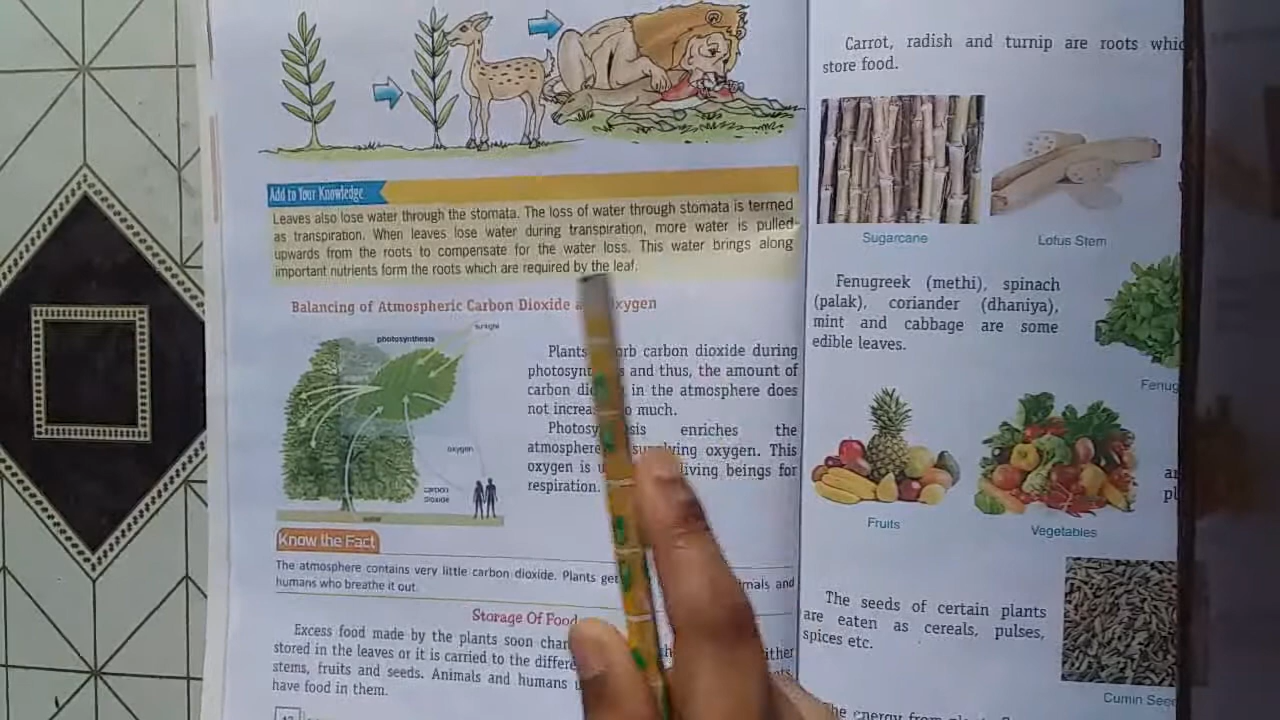 Add to Your Knowledge
Leaves also lose water through the stomata. The loss of water through stomata is termed
as transpiration. When leaves lose water during transpiration, more water is pulled
upwards from the roots to compensate for the water loss. This water brings along
important nutrients form the roots which are required by the leaf.
Balancing of Atmospheric Carbon Dioxide Oxygen
sunlight
photosynthesis
oxygen
carbon
dioxide
water
Plants carbon dioxide during
and thus, the amount of
carbon in the atmosphere does
not much.
enriches the
atmosphere oxygen. This
oxygen is living beings for
respiration.
Know the Fact
The atmosphere contains very little carbon dioxide. Plants get and
humans who breathe it out.
Storage Of Food
Excess food made by the plants soon
stored in the leaves or it is carried to the
stems, fruits and seeds. Animals and humans
have food in them.
Carrot, radish and turnip are roots
store food.
Sugarcane
Lotus Stem
Fenugreek (methi), spinach
(palak), coriander (dhaniya),
mint and cabbage are some
edible leaves.
Fruits
Vegetables
The seeds of certain plants
are eaten as cereals, pulses,
spices etc.
Cumin
The energy from